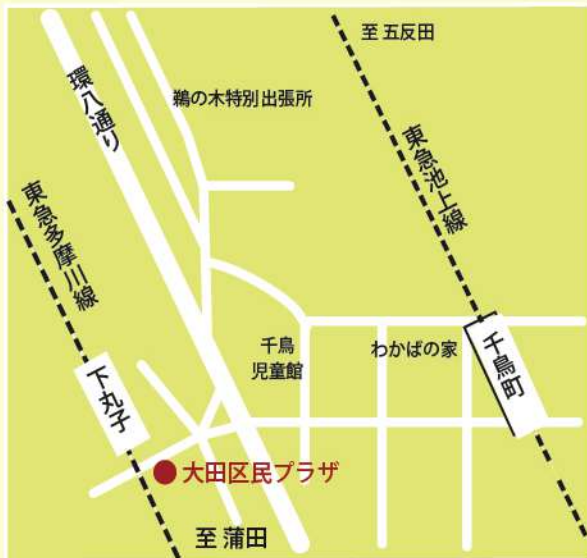 至 五反田
環八通り
鵜の木特別出張所
東急池上線
東急多摩川線
千鳥
児童館
わかばの家
千鳥町
下丸子
大田区民プラザ
至 蒲田